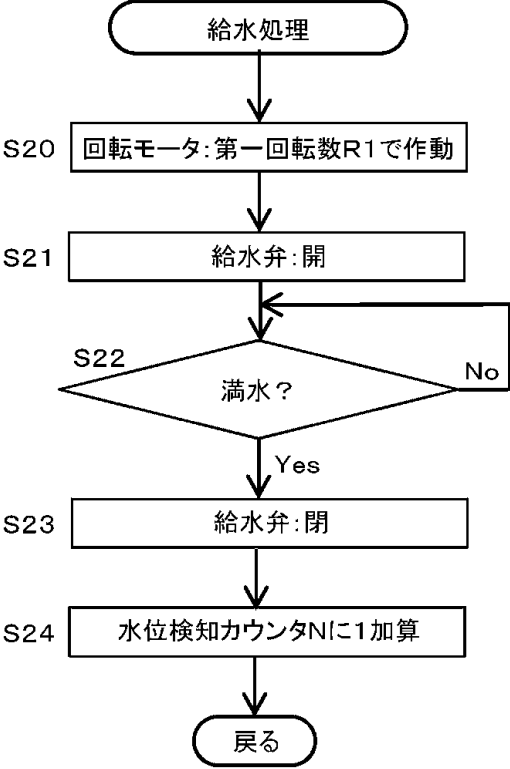 給水処理
S20 回転モータ:第一回転数R1で作動
S21 給水弁:開
S22
満水?
No
Yes
S23 給水弁:閉
S24 水位検知カウンタNに1加算
戻る